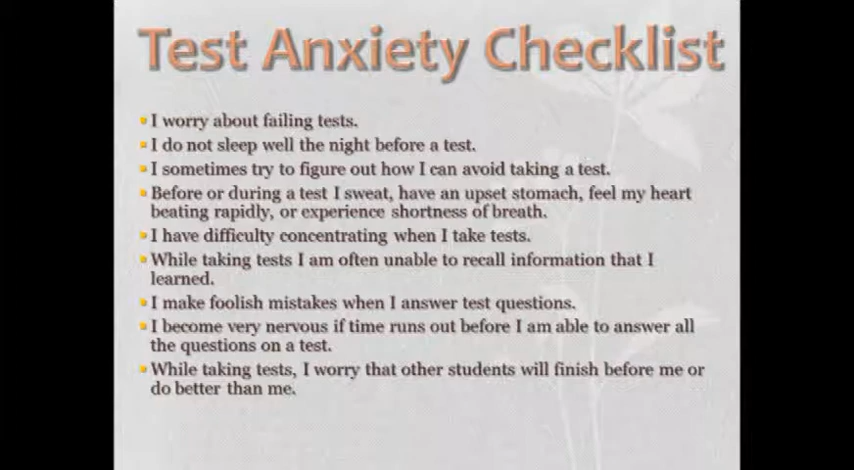 Test Anxiety Checklist
I worry about failing tests.
I do not sleep well the night before a test.
I sometimes try to figure out how I can avoid taking a test.
Before or during a test I sweat, have an upset stomach, feel my heart
beating rapidly, or experience shortness of breath.
I have difficulty concentrating when I take tests.
While taking tests I am often unable to recall information that I
learned.
I make foolish mistakes when I answer test questions.
I become very nervous if time runs out before I am able to answer all
the questions on a test.
While taking tests, I worry that other students will finish before me or
do better than me.